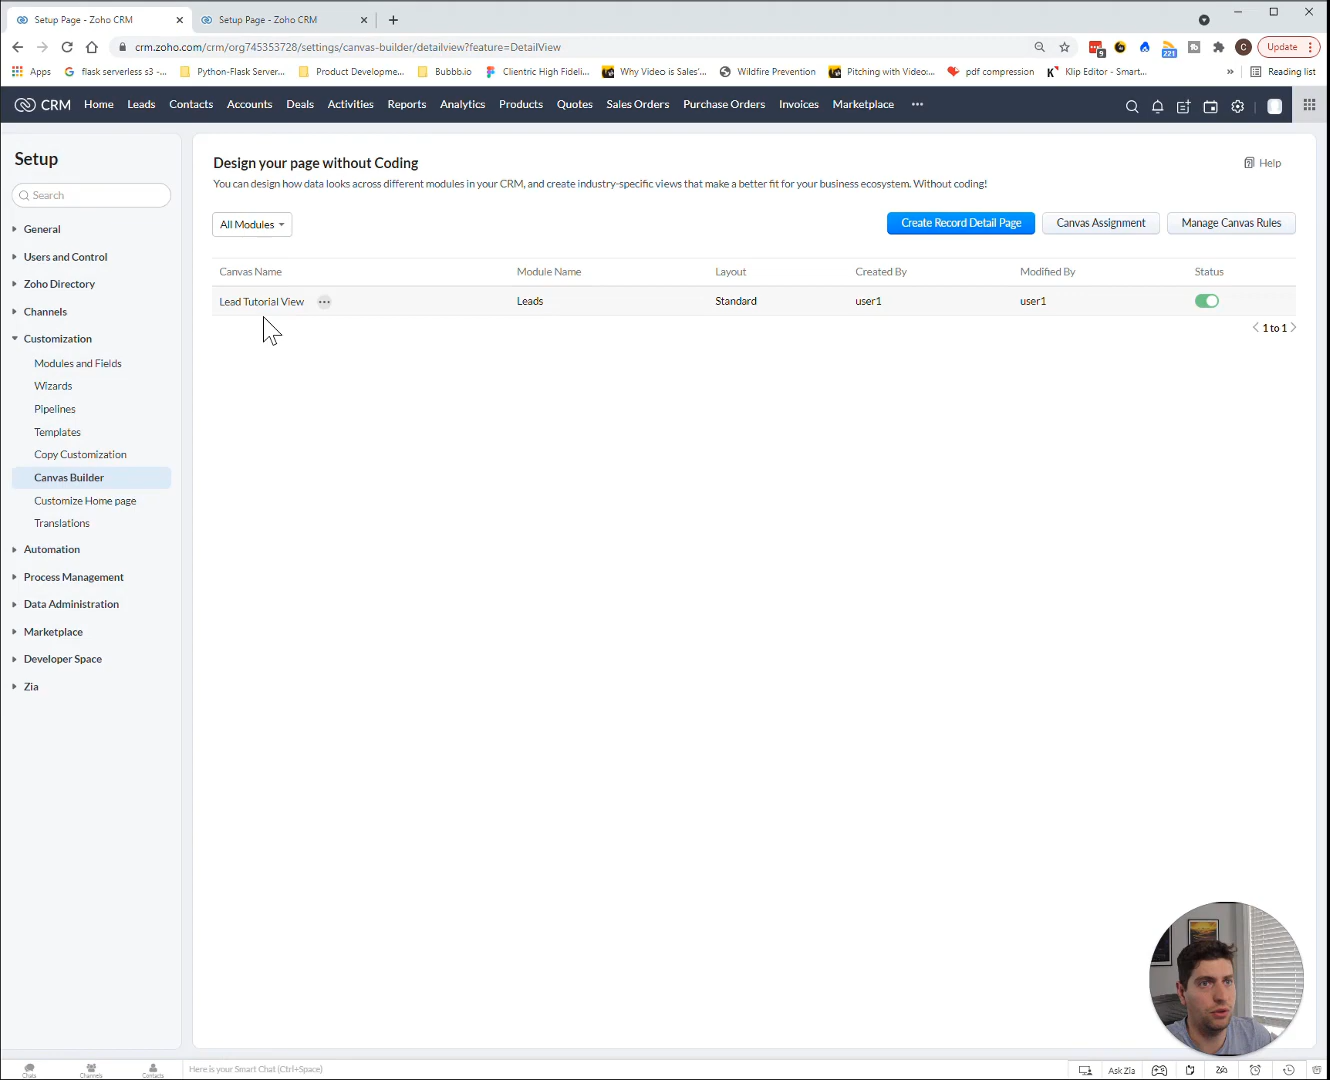 Setup Page - Zoho CRM
Setup Page - Zoho CRM
crm.zoho.com/crm/org745353728/settings/canvas-builder/detailview?feature=DetailView
9
221
C
Update
Apps
flask serverless s3 -...
Python-Flask Server...
Product Developme...
Bubbb.io
Clientric High Fideli...
Why Video is Sales'...
Wildfire Prevention
Pitching with Video:...
pdf compression
Klip Editor - Smart...
»
Reading list
CRM
Home
Leads
Contacts
Accounts
Deals
Activities
Reports
Analytics
Products
Quotes
Sales Orders
Purchase Orders
Invoices
Marketplace
Setup
Search
General
Users and Control
Zoho Directory
Channels
Customization
Modules and Fields
Wizards
Pipelines
Templates
Copy Customization
Canvas Builder
Customize Home page
Translations
Automation
Process Management
Data Administration
Marketplace
Developer Space
Zia
Design your page without Coding
Help
You can design how data looks across different modules in your CRM, and create industry-specific views that make a better fit for your business ecosystem. Without coding!
All Modules
Create Record Detail Page
Canvas Assignment
Manage Canvas Rules
Canvas Name
Module Name
Layout
Created By
Modified By
Status
Lead Tutorial View
Leads
Standard
user1
user1
1 to 1
Chats
Channels
Contacts
Here is your Smart Chat (Ctrl+Space)
Ask Zia